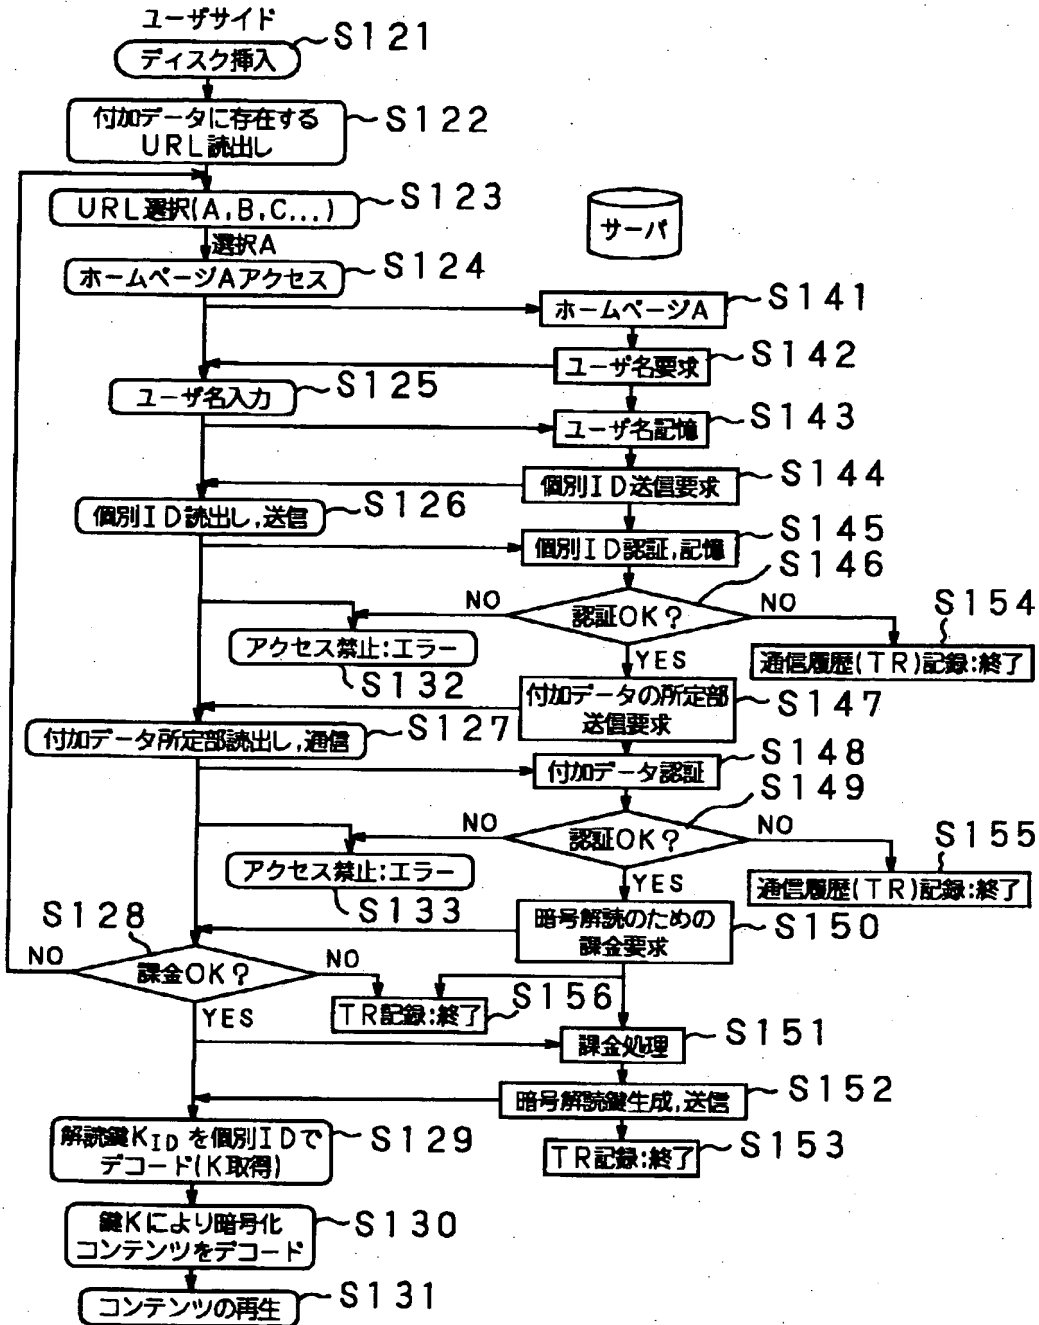 ユーザサイド
ディスク挿入
S121
付加データに存在する
URL読出し
S122
URL選択(A,B,C...)
S123
選択A
ホームページAアクセス
S124
サーバ
ホームページA
S141
ユーザ名要求
S142
ユーザ名入力
S125
ユーザ名記憶
S143
個別ID送信要求
S144
個別ID読出し,送信
S126
個別ID認証,記憶
S145
認証OK?
S146
NO
NO
YES
アクセス禁止:エラー
S132
通信履歴(TR)記録:終了
S154
付加データの所定部
送信要求
S147
付加データ所定部読出し,通信
S127
付加データ認証
S148
認証OK?
S149
NO
NO
YES
アクセス禁止:エラー
S133
通信履歴(TR)記録:終了
S155
暗号解読のための
課金要求
S150
S128
課金OK?
NO
NO
YES
TR記録:終了
S156
課金処理
S151
暗号解読鍵生成,送信
S152
TR記録:終了
S153
解読鍵KIDを個別IDで
デコード(K取得)
S129
鍵Kにより暗号化
コンテンツをデコード
S130
コンテンツの再生
S131